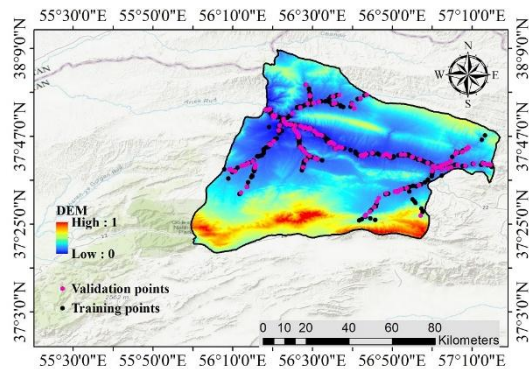 55°30'0"E 55°50'0"E 56°10'0"E 56°30'0"E 56°50'0"E 57°10'0"E
38°9'0"N
37°47'0"N
37°25'0"N
37°3'0"N
38°9'0"N
37°47'0"N
37°25'0"N
37°3'0"N
N
W E
S
DEM
High : 1
Low : 0
Validation points
Training points
0 10 20 40 60 80
Kilometers
55°30'0"E 55°50'0"E 56°10'0"E 56°30'0"E 56°50'0"E 57°10'0"E